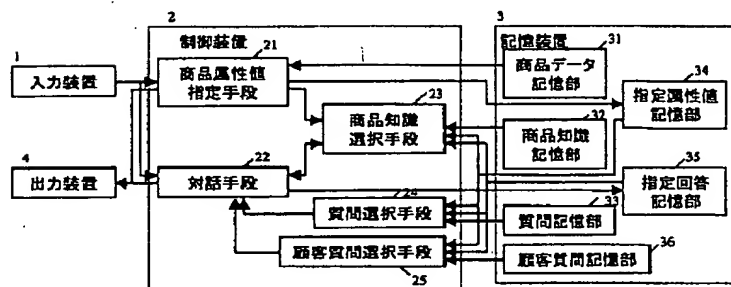 2
3
制御装置
21
記憶装置
31
1
入力装置
商品属性値
指定手段
商品データ
記憶部
34
指定属性値
記憶部
23
商品知識
選択手段
32
商品知識
記憶部
4
出力装置
22
対話手段
35
指定回答
記憶部
24
質問選択手段
33
質問記憶部
顧客質問選択手段
25
顧客質問記憶部
36